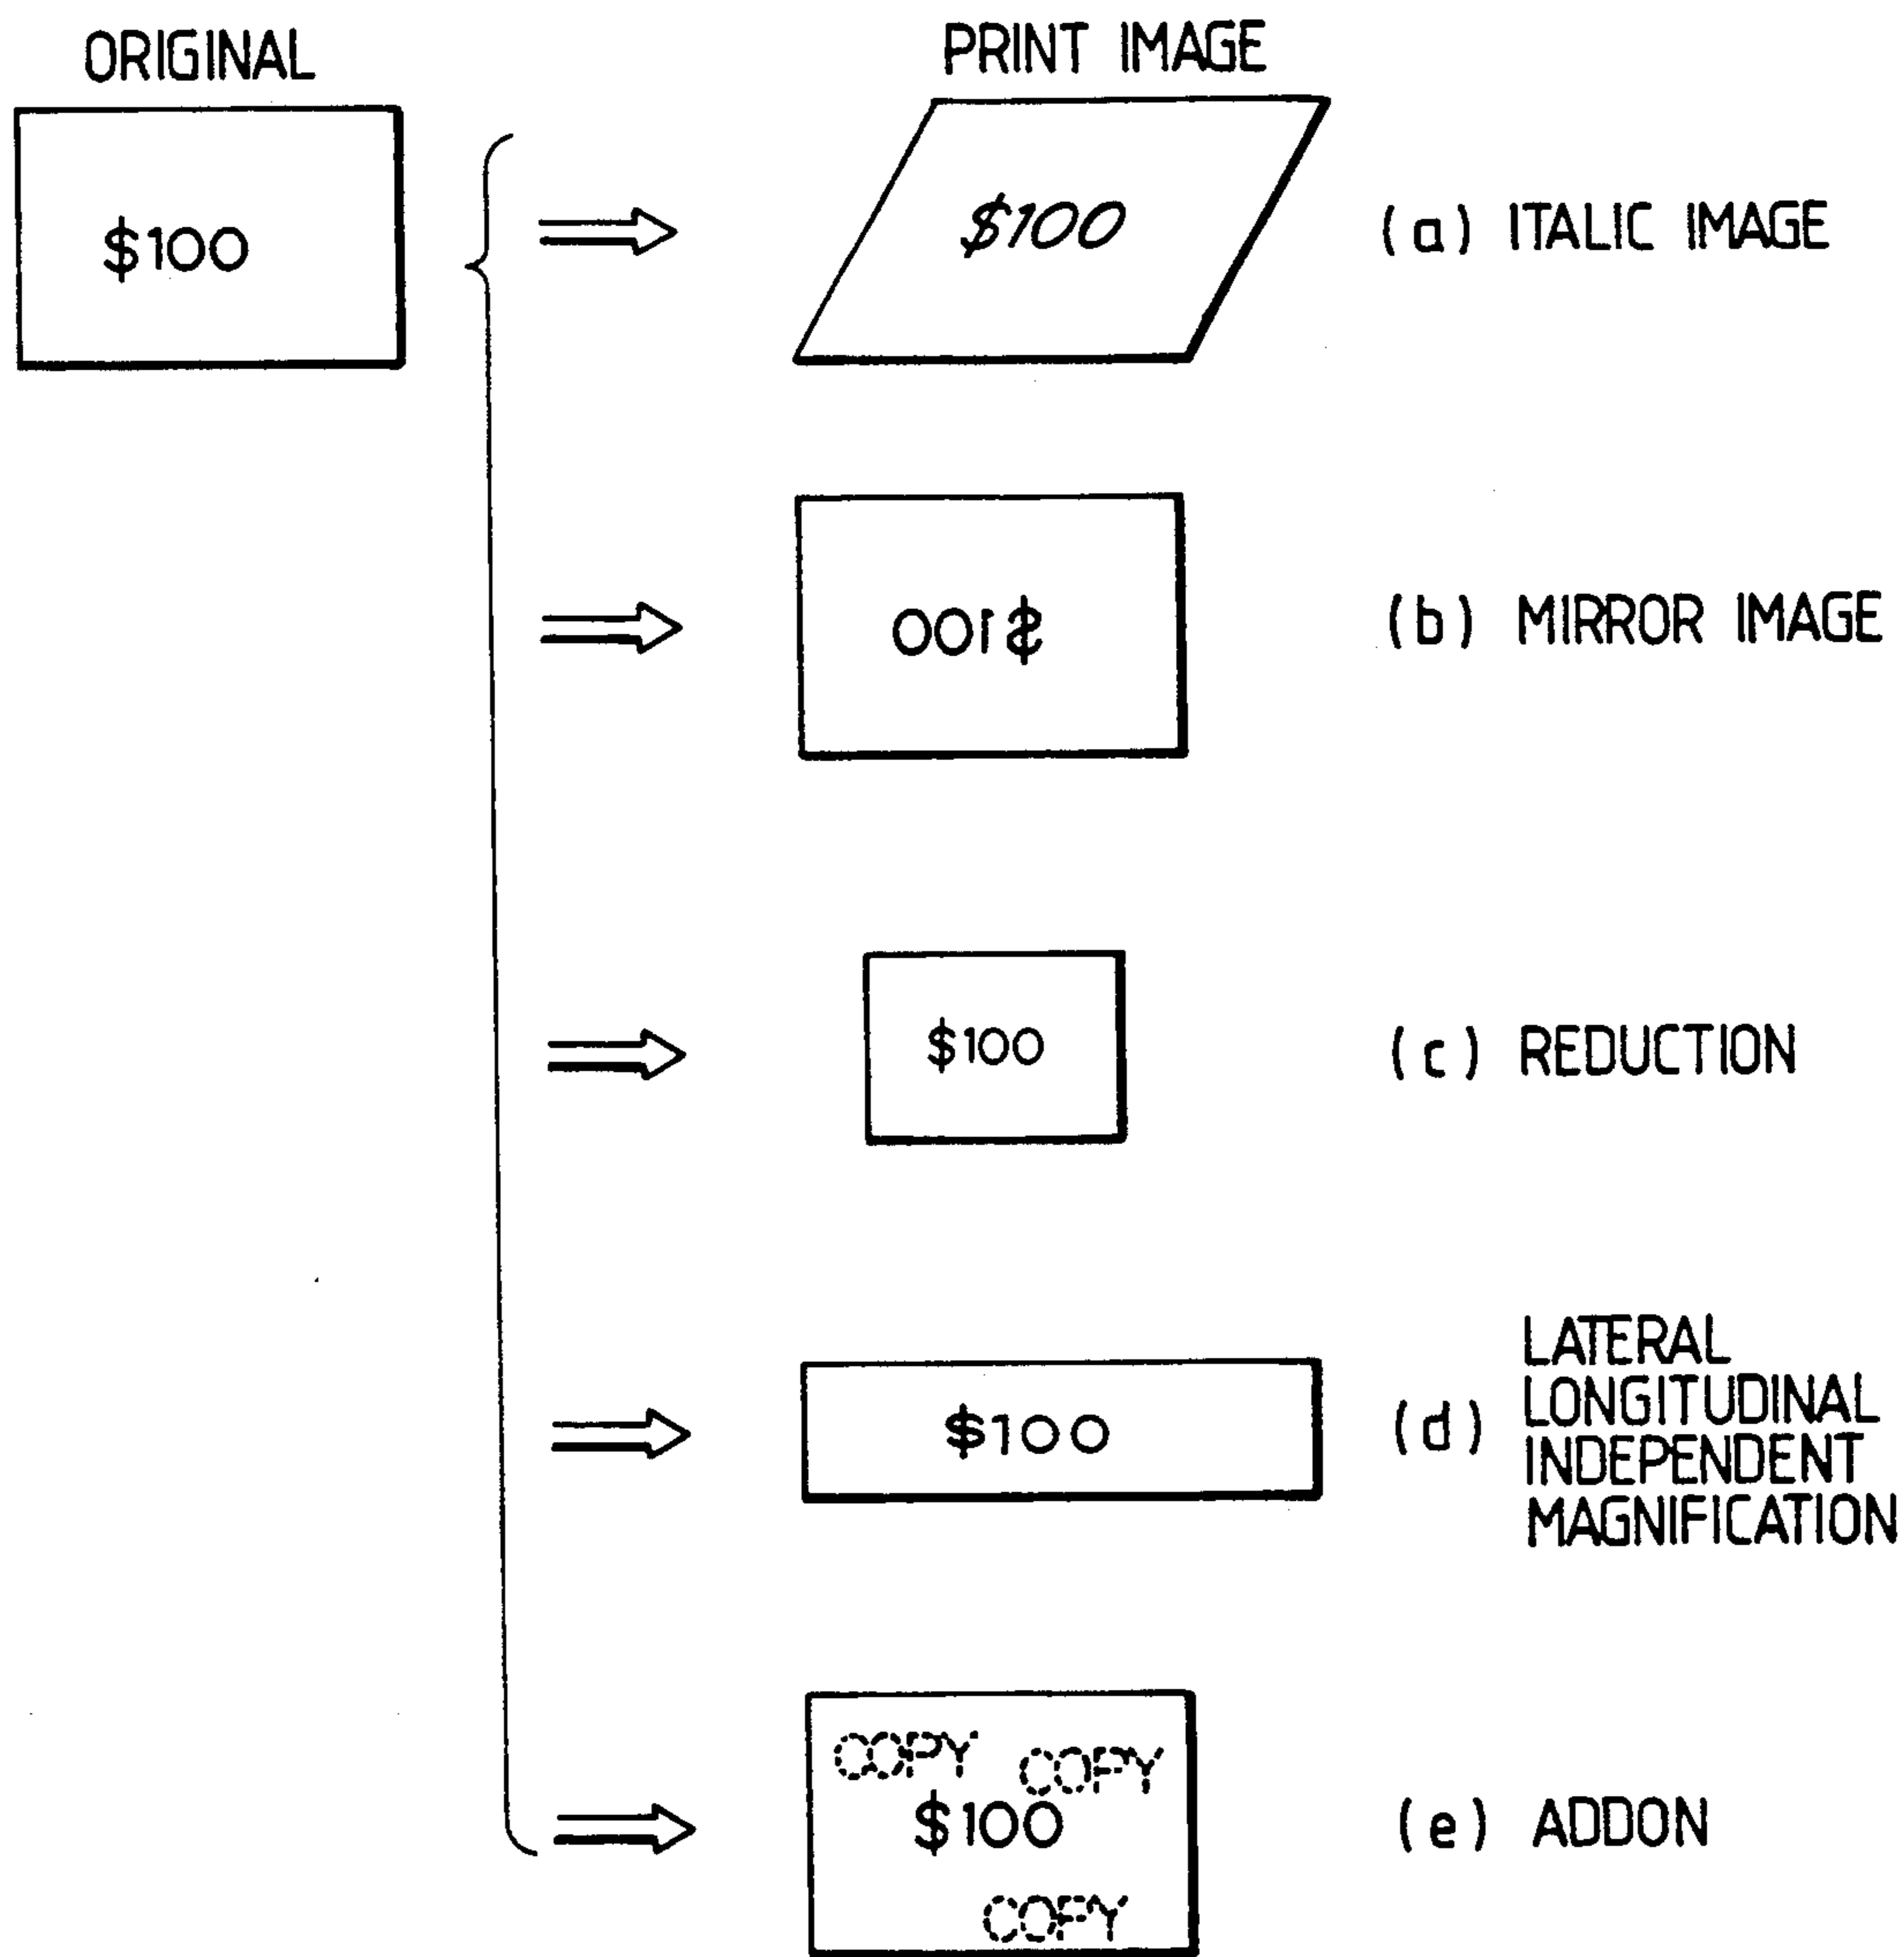 ORIGINAL
PRINT IMAGE
$100
$100
(a) ITALIC IMAGE
001$
(b) MIRROR IMAGE
$100
(c) REDUCTION
$100
(d) LATERAL
LONGITUDINAL
INDEPENDENT
MAGNIFICATION
COPY COPY
$100
COPY
(e) ADDON